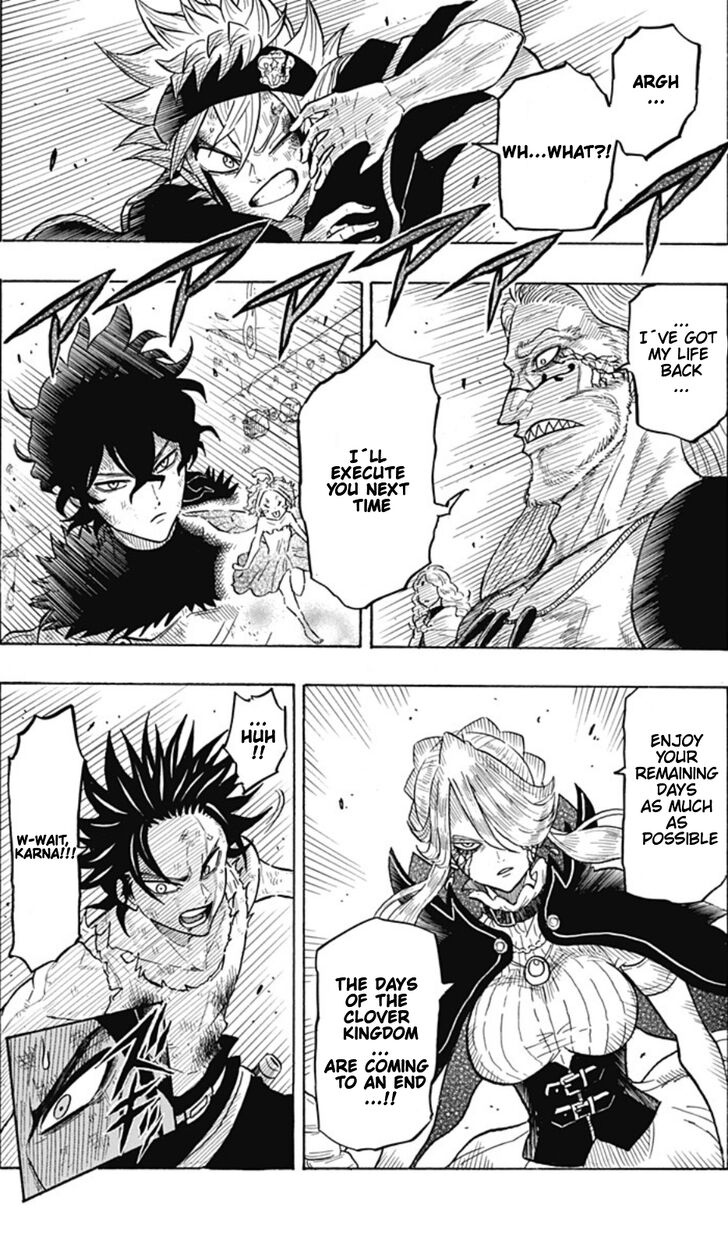 ARGH
...
WH...WHAT?!
...
I´VE GOT
MY LIFE
BACK
...
I´LL
EXECUTE
YOU NEXT
TIME
ENJOY
YOUR
REMAINING
DAYS
AS MUCH
AS
POSSIBLE
THE DAYS
OF THE
CLOVER
KINGDOM
...
ARE COMING
TO AN END
...!!
...
HUH
!!
W-WAIT,
KARNA!!!